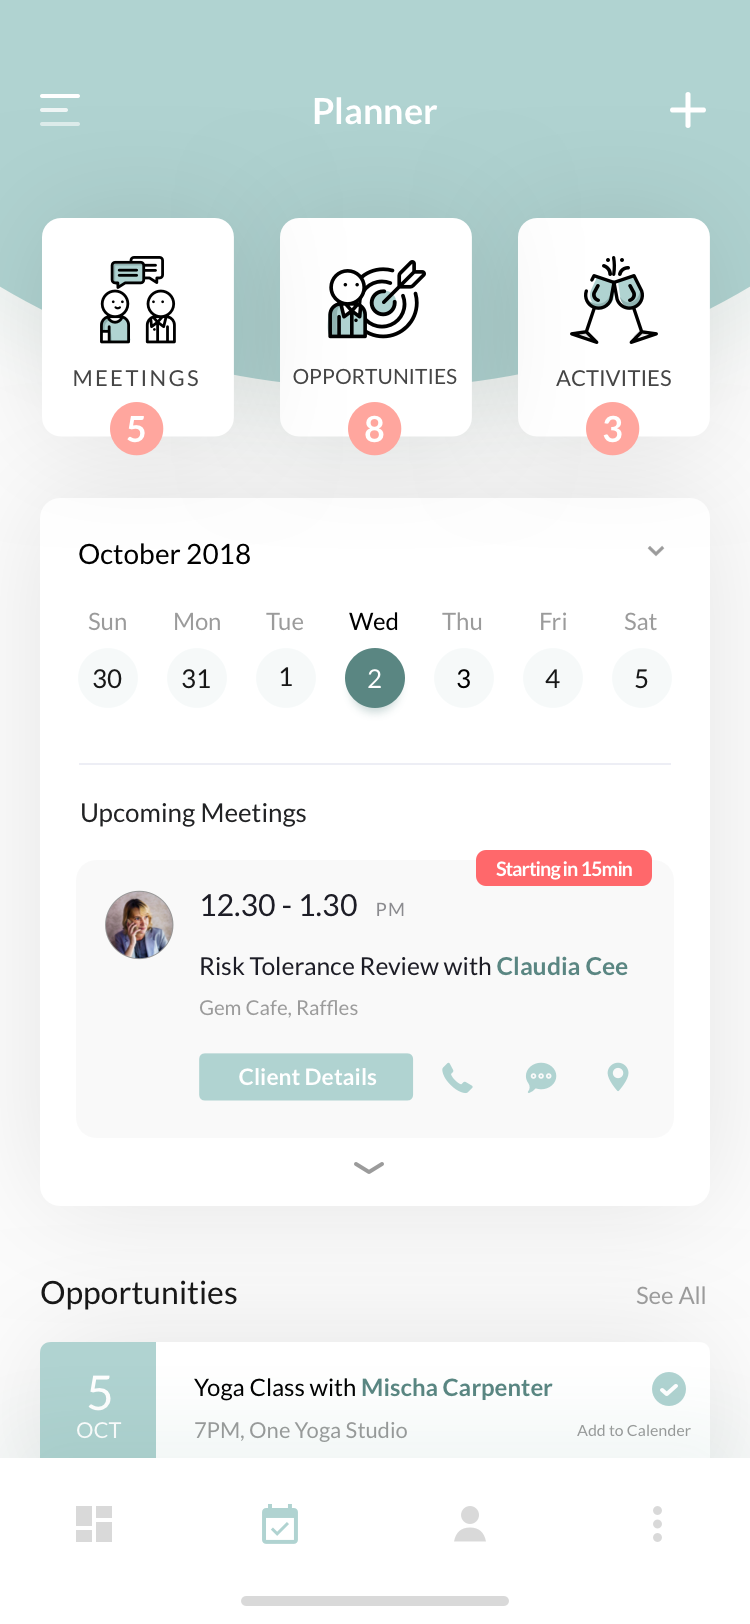 Planner
MEETINGS
OPPORTUNITIES
ACTIVITIES
5
8
3
October 2018
Sun Mon Tue Wed Thu Fri Sat
30 31 1 2 3 4 5
Upcoming Meetings
Starting in 15min
12.30 - 1.30 PM
Risk Tolerance Review with Claudia Cee
Gem Cafe, Raffles
Client Details
Opportunities
See All
5
OCT
Yoga Class with Mischa Carpenter
7PM, One Yoga Studio
Add to Calender